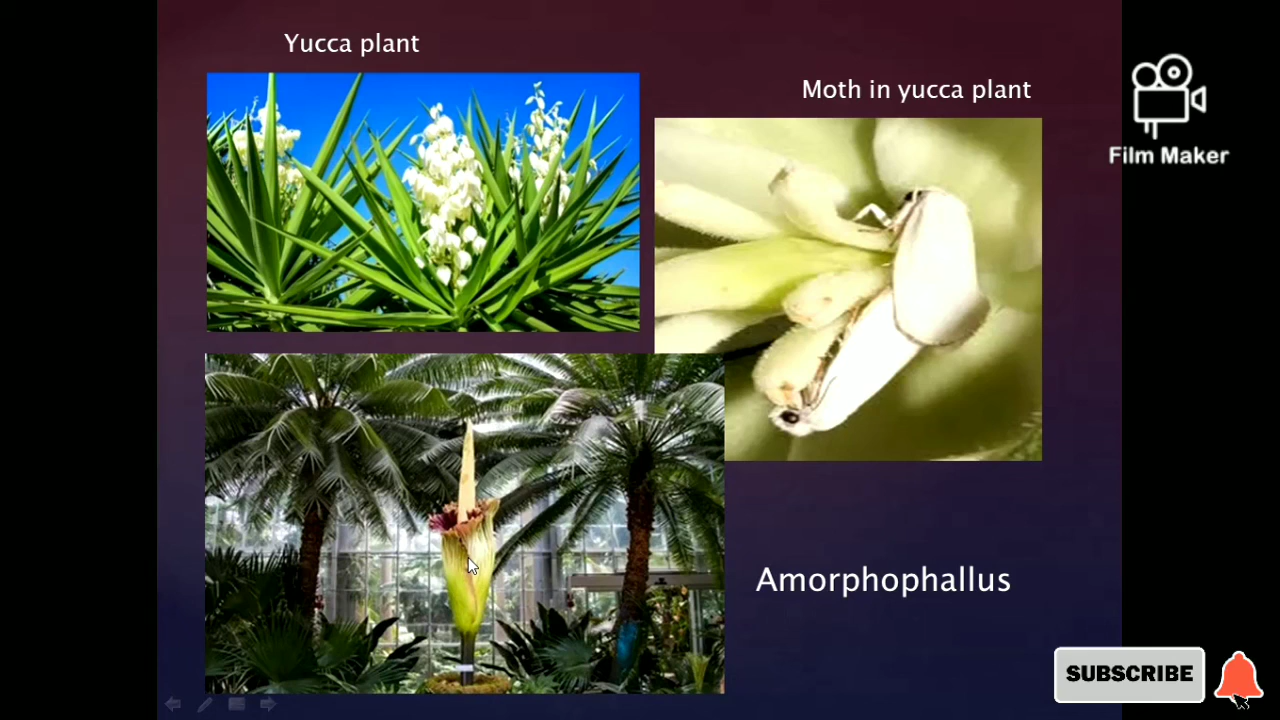 Yucca plant
Moth in yucca plant
Film Maker
Amorphophallus
SUBSCRIBE